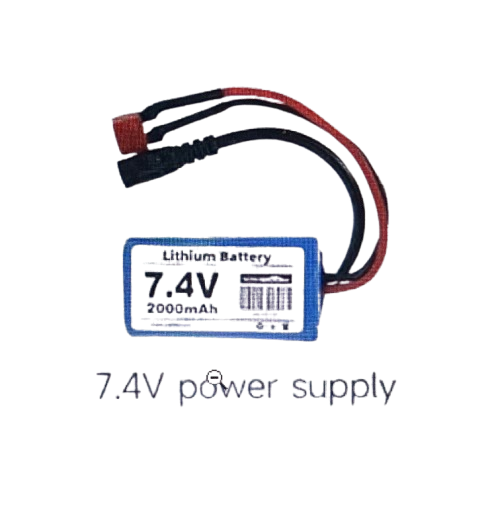 Lithium Battery
7.4V
2000mAh
7.4V power supply